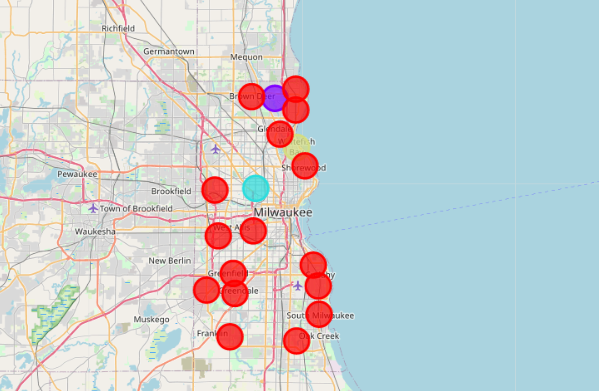 Richfield
Germantown
Mequon
Brown Deer
Glendale
Shorewood
Pewaukee
Brookfield
Town of Brookfield
Milwaukee
Waukesha
West Allis
New Berlin
Greenfield
Greendale
Muskego
South Milwaukee
Oak Creek